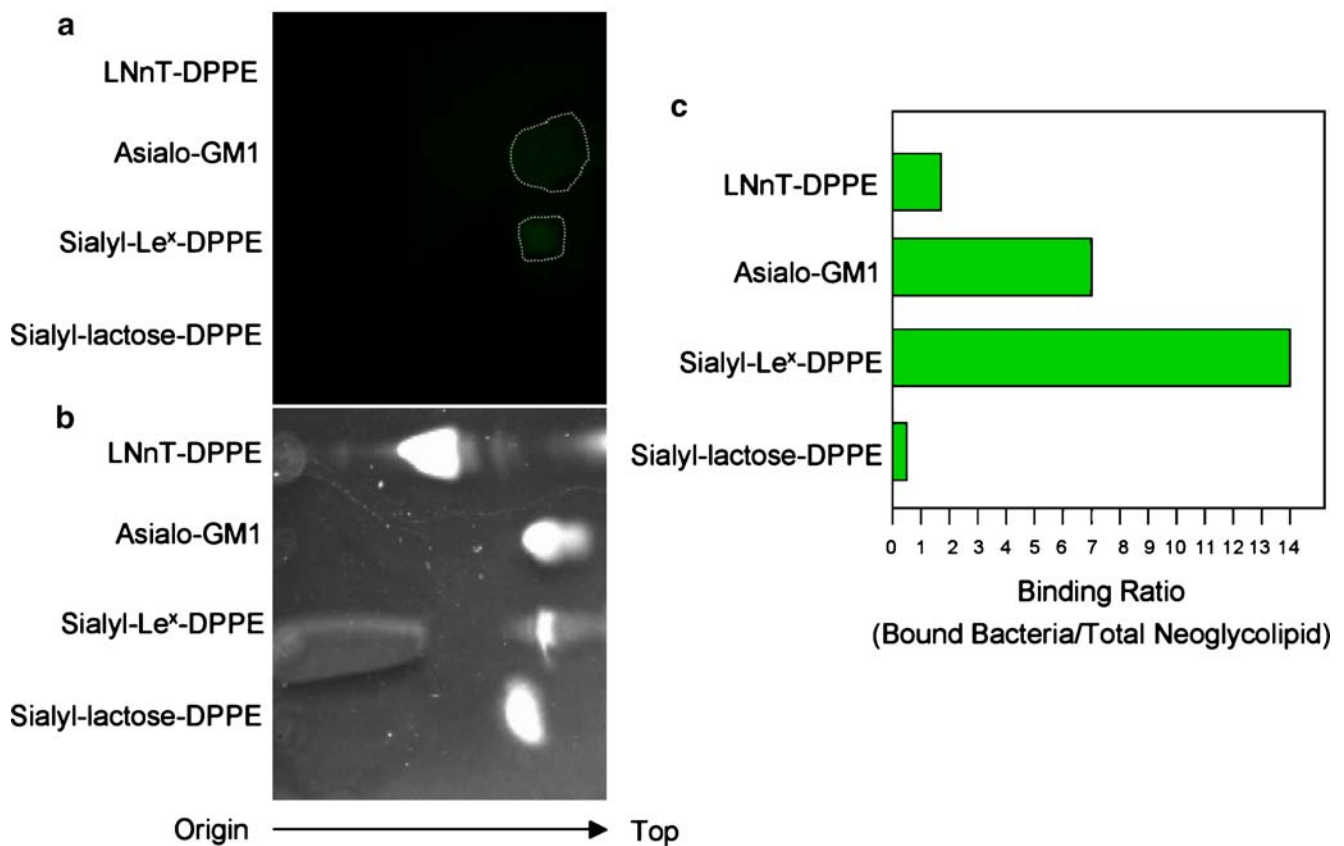 a
LNnT-DPPE
Asialo-GM1
Sialyl-Leˣ-DPPE
Sialyl-lactose-DPPE
b
LNnT-DPPE
Asialo-GM1
Sialyl-Leˣ-DPPE
Sialyl-lactose-DPPE
Origin
Top
c
LNnT-DPPE
Asialo-GM1
Sialyl-Leˣ-DPPE
Sialyl-lactose-DPPE
0 1 2 3 4 5 6 7 8 9 10 11 12 13 14
Binding Ratio
(Bound Bacteria/Total Neoglycolipid)